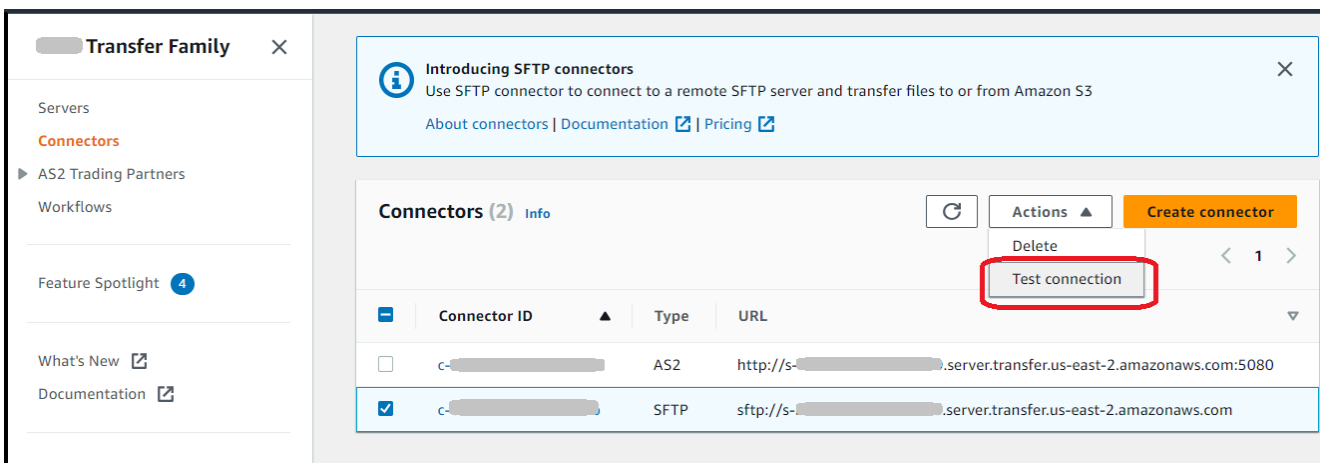 Transfer Family
Servers
Connectors
AS2 Trading Partners
Workflows
Feature Spotlight 4
What's New
Documentation
Introducing SFTP connectors
Use SFTP connector to connect to a remote SFTP server and transfer files to or from Amazon S3
About connectors | Documentation | Pricing
Connectors (2) Info
Actions
Create connector
Delete
Test connection
1
Connector ID Type URL
c- AS2 http://s- .server.transfer.us-east-2.amazonaws.com:5080
c- SFTP sftp://s- .server.transfer.us-east-2.amazonaws.com